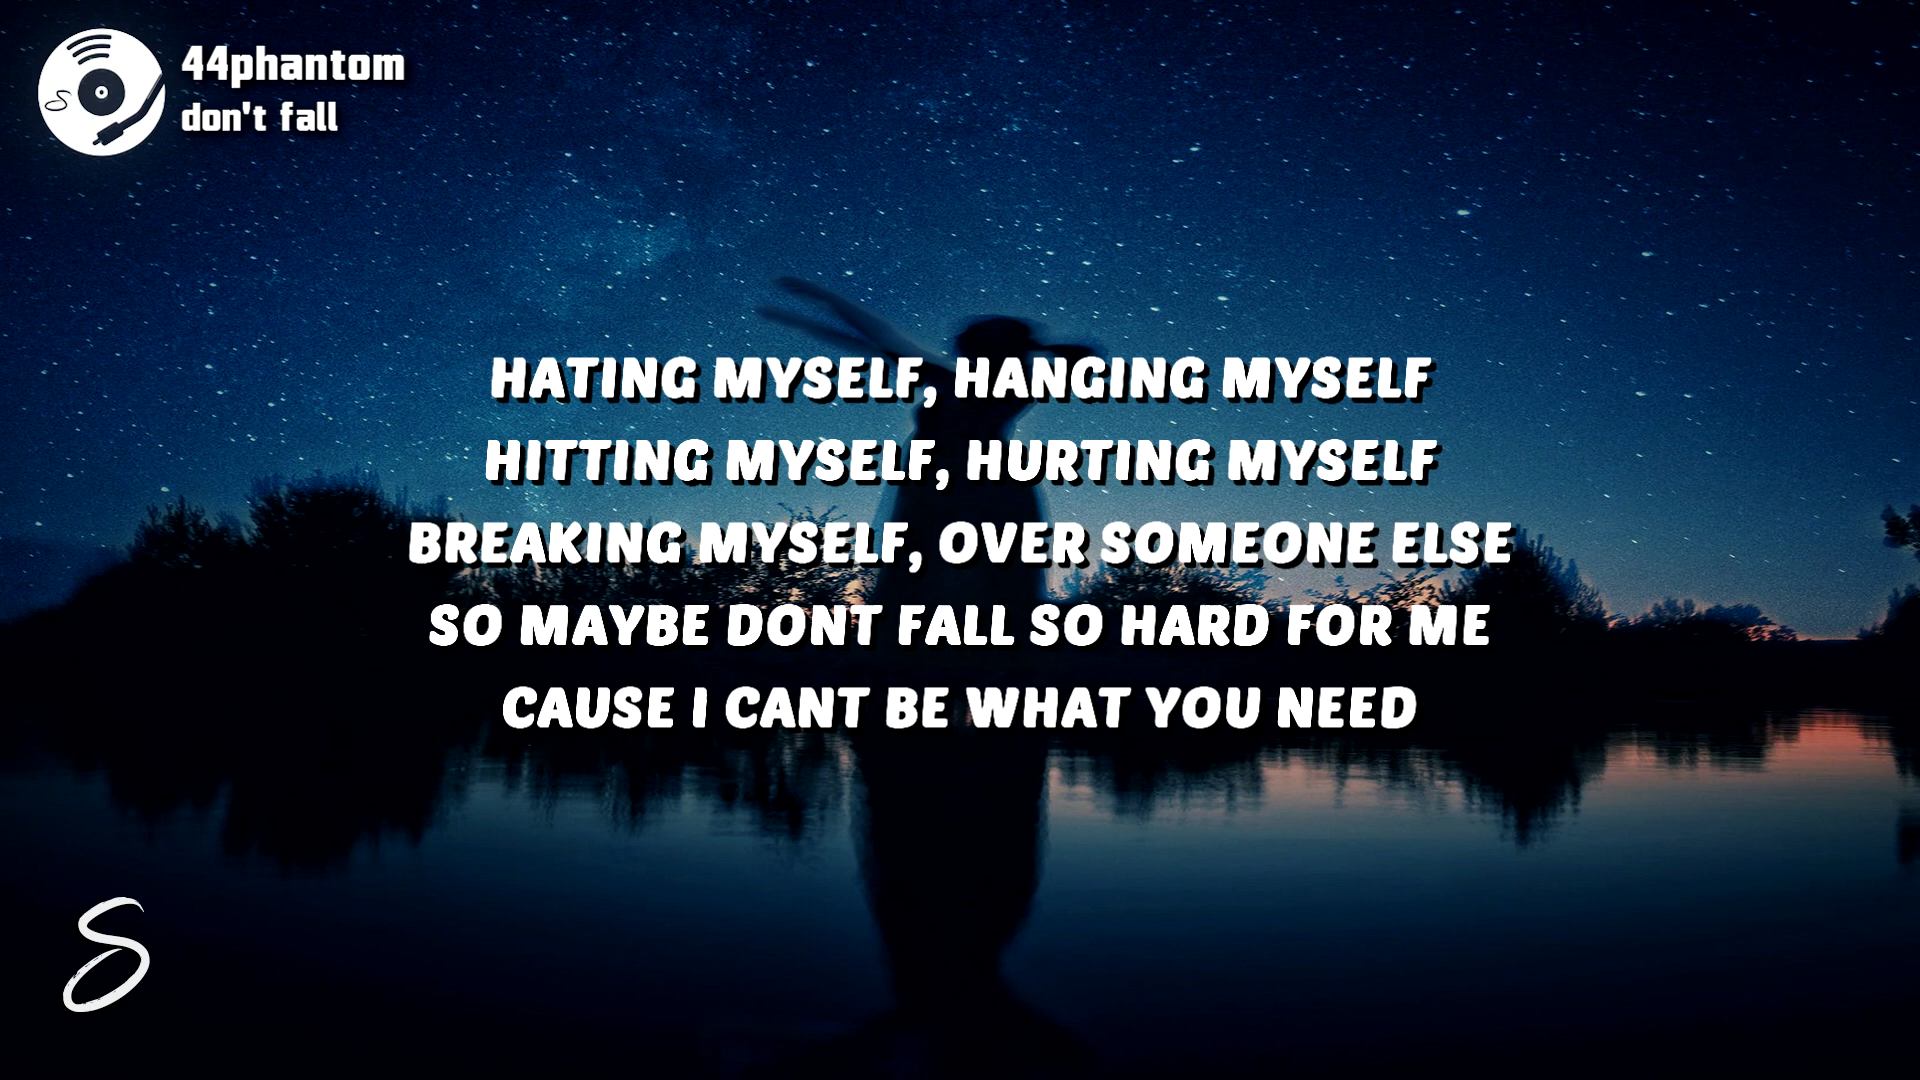 44phantom
don't fall
HATING MYSELF, HANGING MYSELF
HITTING MYSELF, HURTING MYSELF
BREAKING MYSELF, OVER SOMEONE ELSE
SO MAYBE DONT FALL SO HARD FOR ME
CAUSE I CANT BE WHAT YOU NEED
S